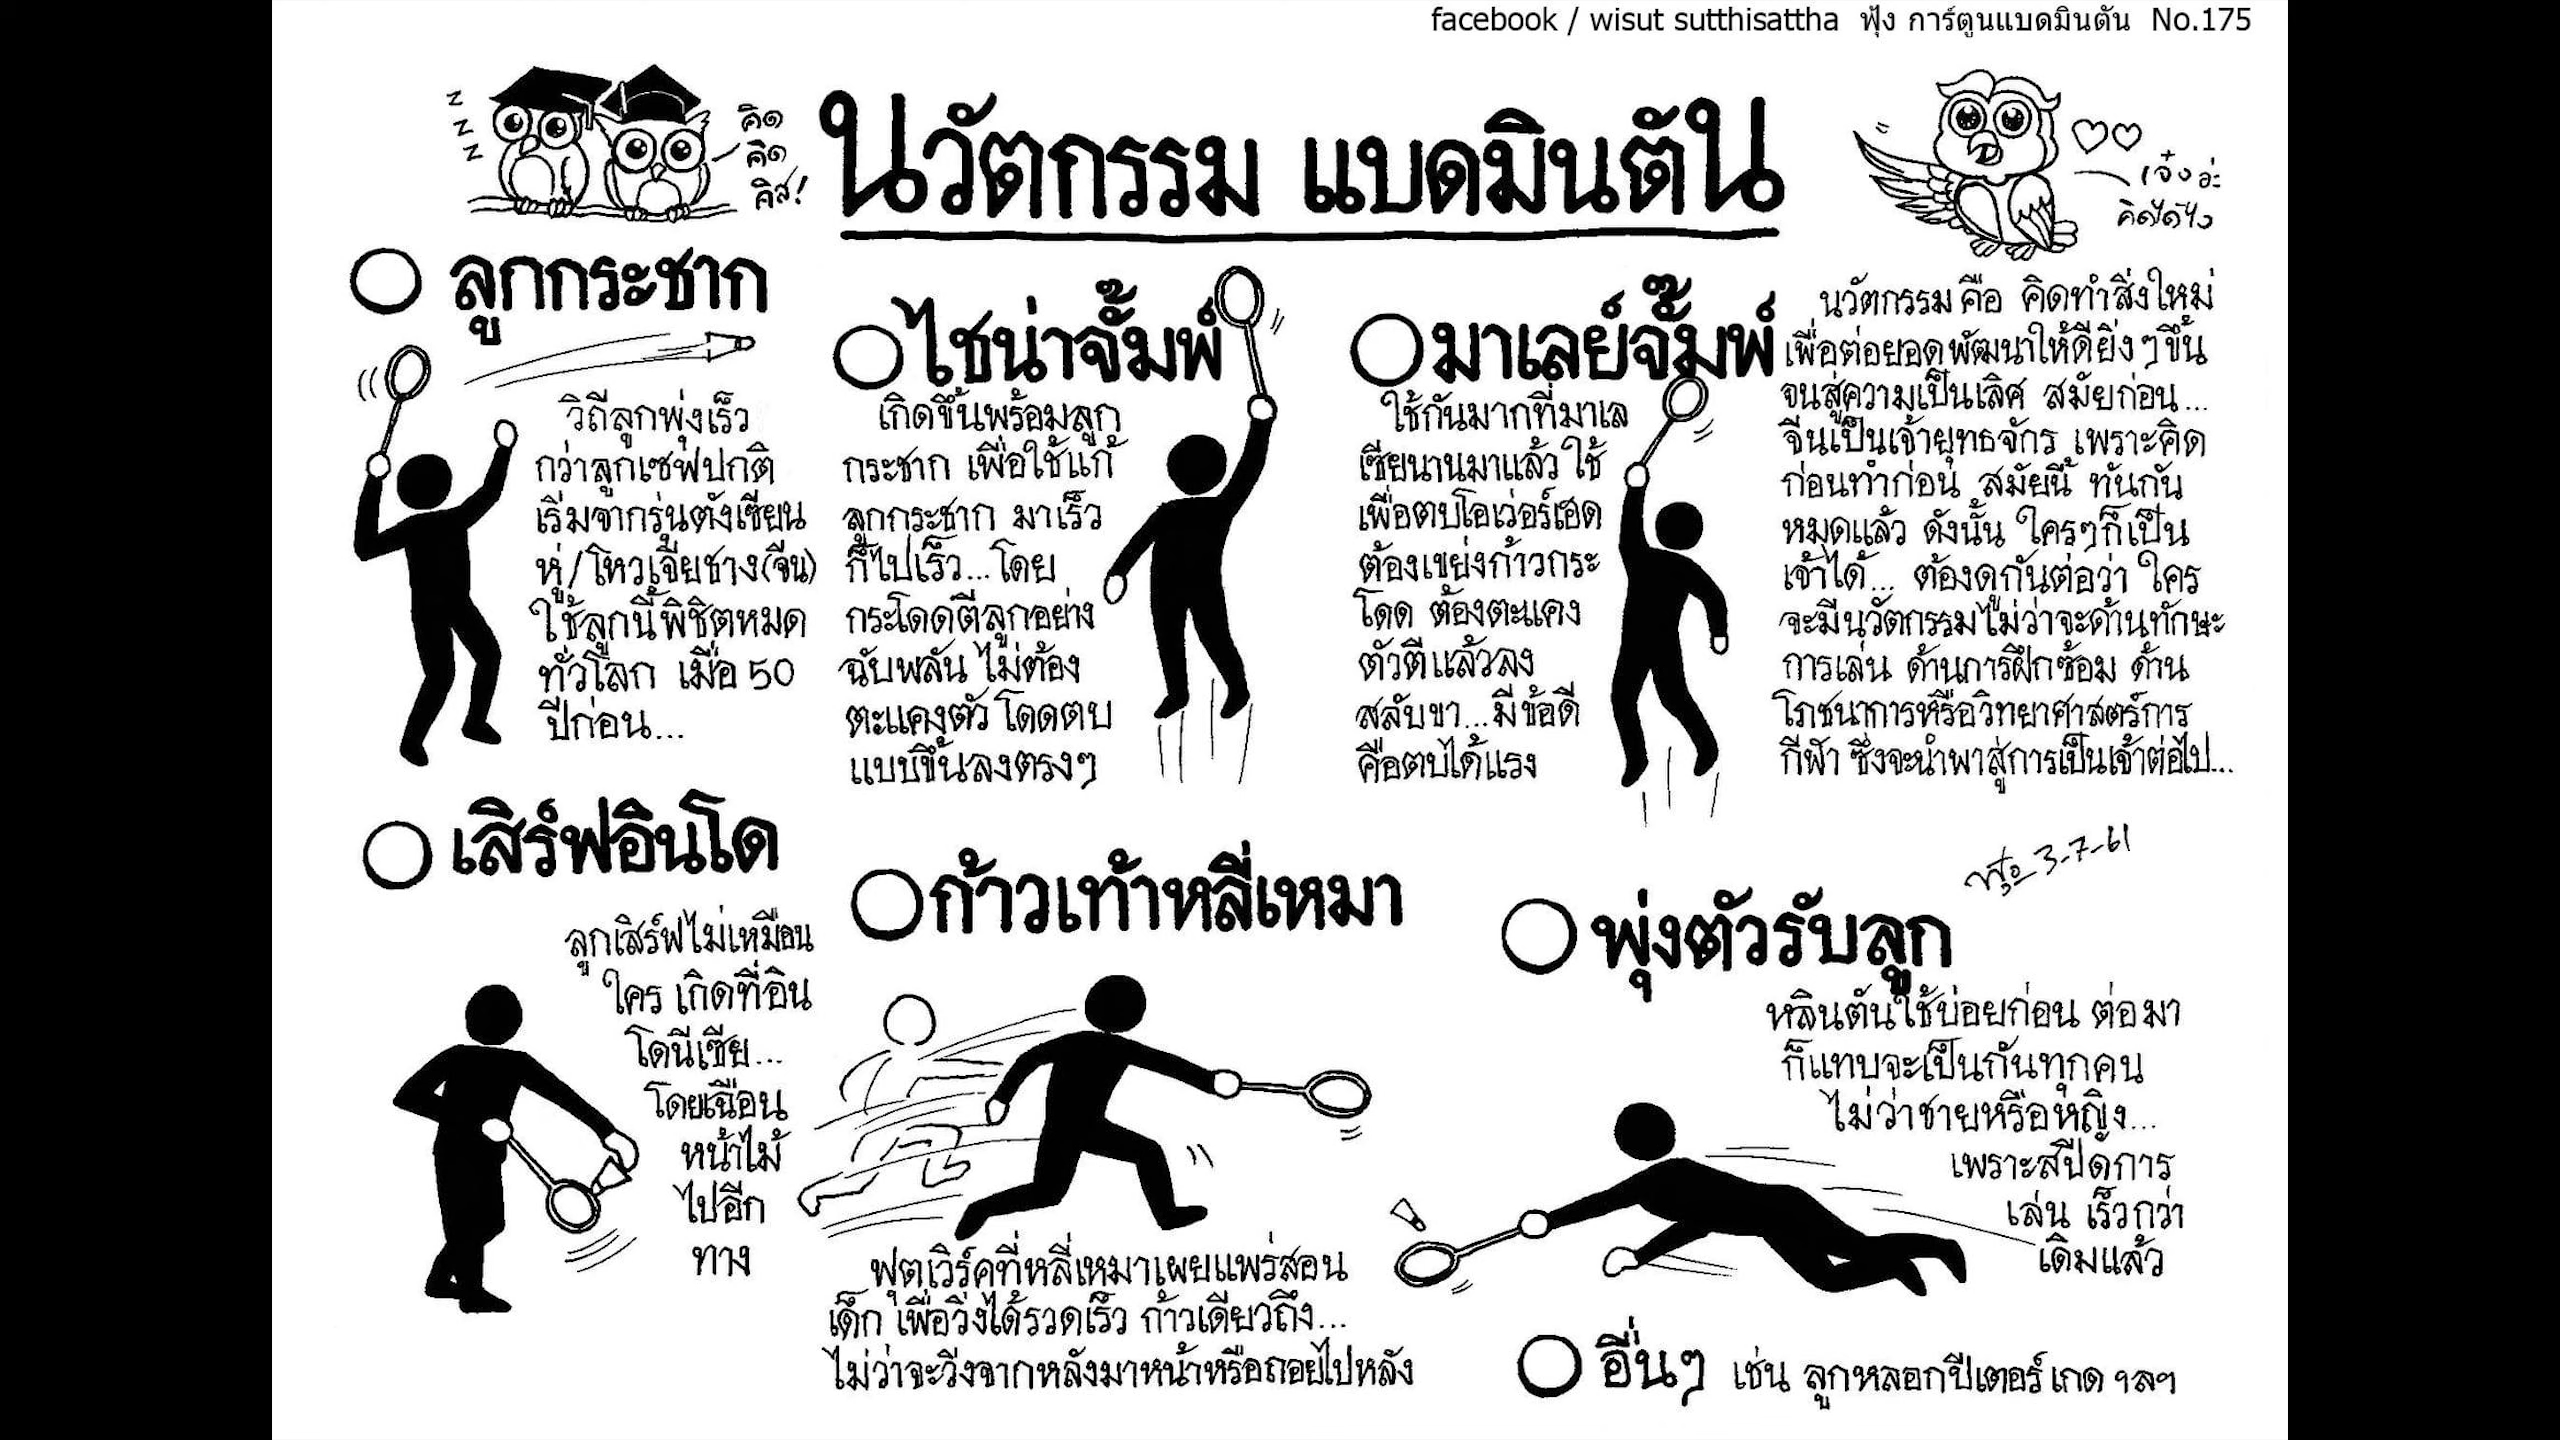 facebook / wisut sutthisattha ฟุ้ง การ์ตูนแบดมินตัน No.175
นวัตกรรม แบดมินตัน
z
z
z
z
คิด
คิด
คิส!
เจ๋งอ่ะ
คิดได้ไง
ลูกกระชาก
วิถีลูกพุ่งเร็ว
กว่าลูกเซฟปกติ
เริ่มจากรุ่นตังเซียน
หู่/โหวเจียชาง(จีน)
ใช้ลูกนี้พิชิตหมด
ทั่วโลก เมื่อ 50
ปีก่อน...
ไชน่าจั๊มพ์
เกิดขึ้นพร้อมลูก
กระชาก เพื่อใช้แก้
ลูกกระชาก มาเร็ว
ก็ไปเร็ว...โดย
กระโดดตีลูกอย่าง
ฉับพลัน ไม่ต้อง
ตะแคงตัว โดดตบ
แบบขึ้นลงตรงๆ
มาเลย์จั๊มพ์
ใช้กันมากที่มาเล
เซียนานมาแล้ว ใช้
เพื่อตบโอเว่อร์เฮด
ต้องเขย่งก้าวกระ
โดด ต้องตะแคง
ตัวตีแล้วลง
สลับขา...มีข้อดี
คือตบได้แรง
นวัตกรรมคือ คิดทำสิ่งใหม่
เพื่อต่อยอดพัฒนาให้ดียิ่งๆขึ้น
จนสู่ความเป็นเลิศ สมัยก่อน...
จีนเป็นเจ้ายุทธจักร เพราะคิด
ก่อนทำก่อน สมัยนี้ ทันกัน
หมดแล้ว ดังนั้น ใครๆก็เป็น
เจ้าได้... ต้องดูกันต่อว่า ใคร
จะมีนวัตกรรมไม่ว่าจะด้านทักษะ
การเล่น ด้านการฝึกซ้อม ด้าน
โภชนาการหรือวิทยาศาสตร์การ
กีฬา ซึ่งจะนำพาสู่การเป็นเจ้าต่อไป...
3-7-61
เสิร์ฟอินโด
ลูกเสิร์ฟไม่เหมือน
ใคร เกิดที่อิน
โดนีเซีย...
โดยเฉือน
หน้าไม้
ไปอีก
ทาง
ก้าวเท้าหลี่เหมา
ฟุตเวิร์คที่หลี่เหมาเผยแพร่สอน
เด็ก เพื่อวิ่งได้รวดเร็ว ก้าวเดียวถึง...
ไม่ว่าจะวิ่งจากหลังมาหน้าหรือถอยไปหลัง
พุ่งตัวรับลูก
หลินตันใช้บ่อยก่อน ต่อมา
ก็แทบจะเป็นกันทุกคน
ไม่ว่าชายหรือหญิง...
เพราะสปีดการ
เล่น เร็วกว่า
เดิมแล้ว
อื่นๆ เช่น ลูกหลอกปีเตอร์เกด ฯลฯ